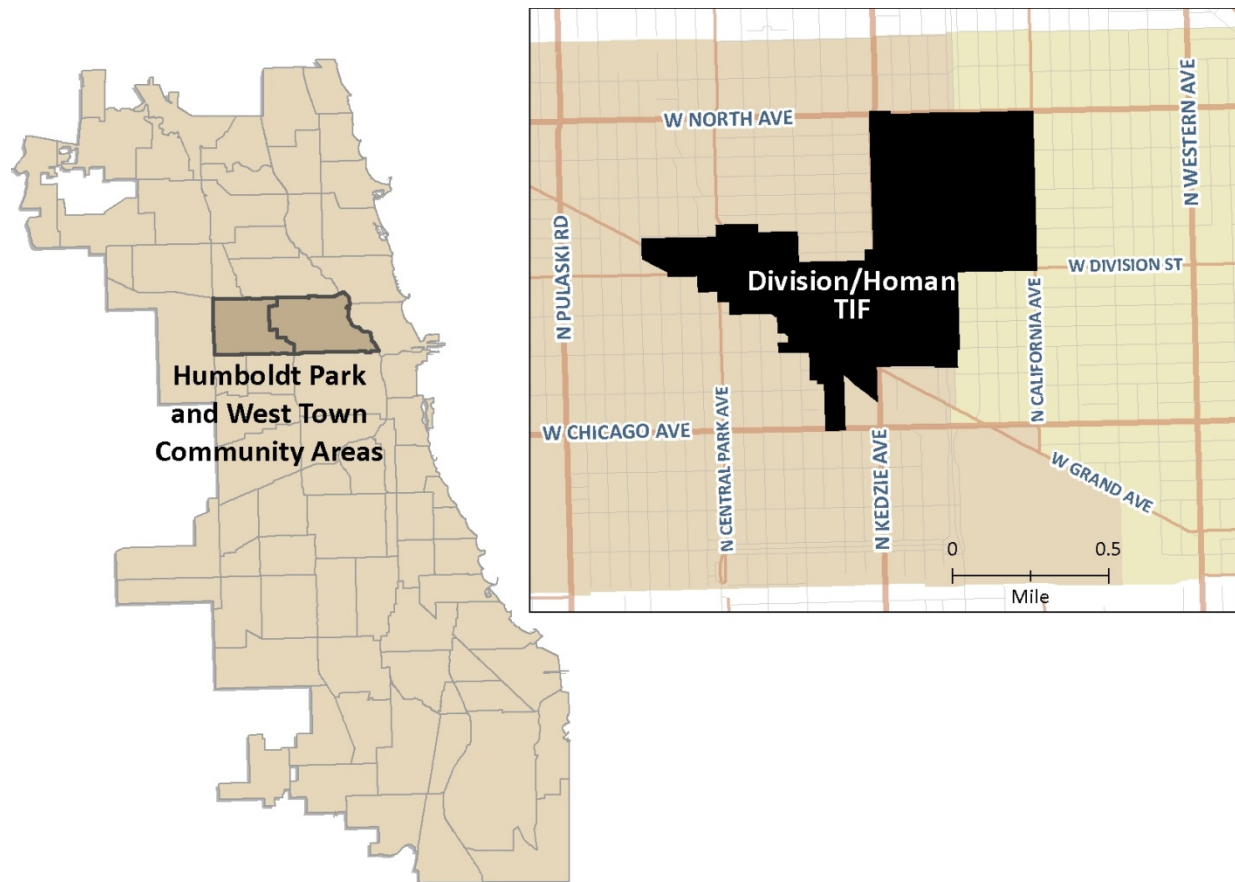 Humboldt Park
and West Town
Community Areas
W NORTH AVE
N WESTERN AVE
N PULASKI RD
W DIVISION ST
Division/Homan
TIF
N CALIFORNIA AVE
W CHICAGO AVE
N CENTRAL PARK AVE
N KEDZIE AVE
W GRAND AVE
0 0.5
Mile